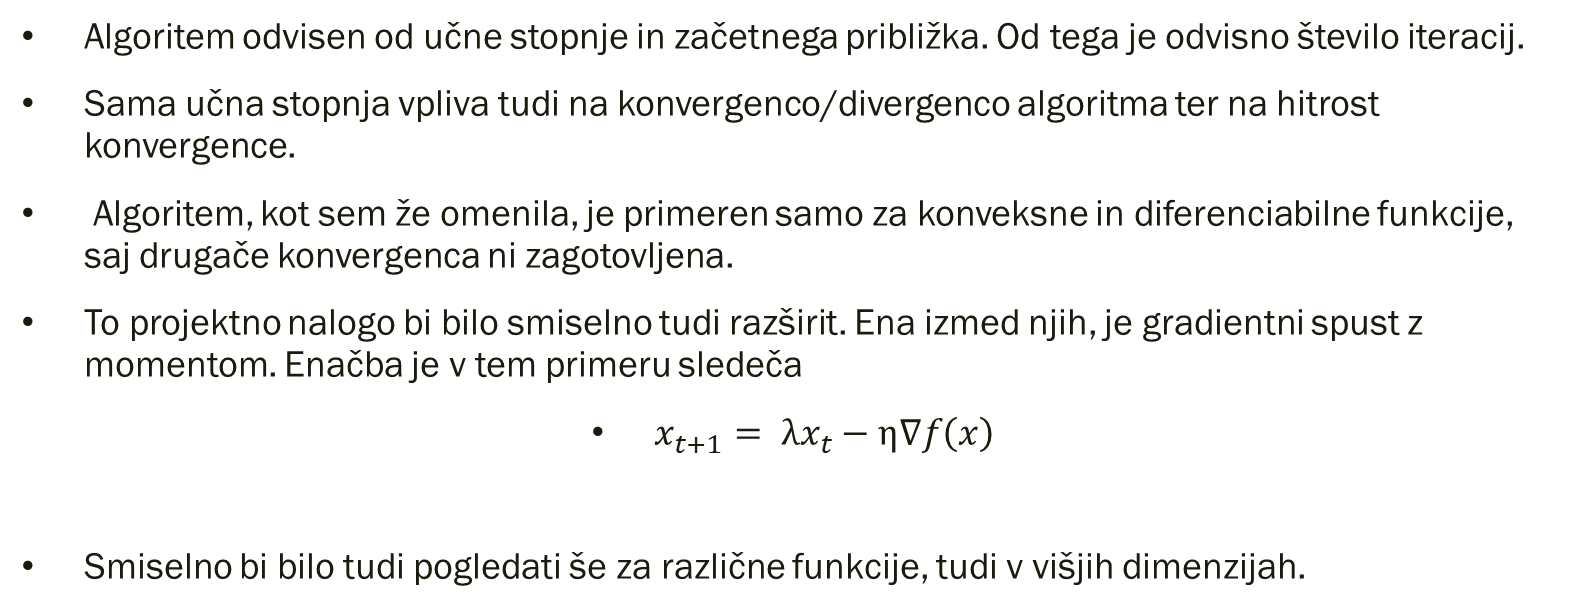 • Algoritem odvisen od učne stopnje in začetnega približka. Od tega je odvisno število iteracij.
• Sama učna stopnja vpliva tudi na konvergenco/divergenco algoritma ter na hitrost
konvergence.
• Algoritem, kot sem že omenila, je primeren samo za konveksne in diferenciabilne funkcije,
saj drugače konvergenca ni zagotovljena.
• To projektno nalogo bi bilo smiselno tudi razširit. Ena izmed njih, je gradientni spust z
momentom. Enačba je v tem primeru sledeča
• $x_{t+1} = λx_t − η∇f(x)$
• Smiselno bi bilo tudi pogledati še za različne funkcije, tudi v višjih dimenzijah.